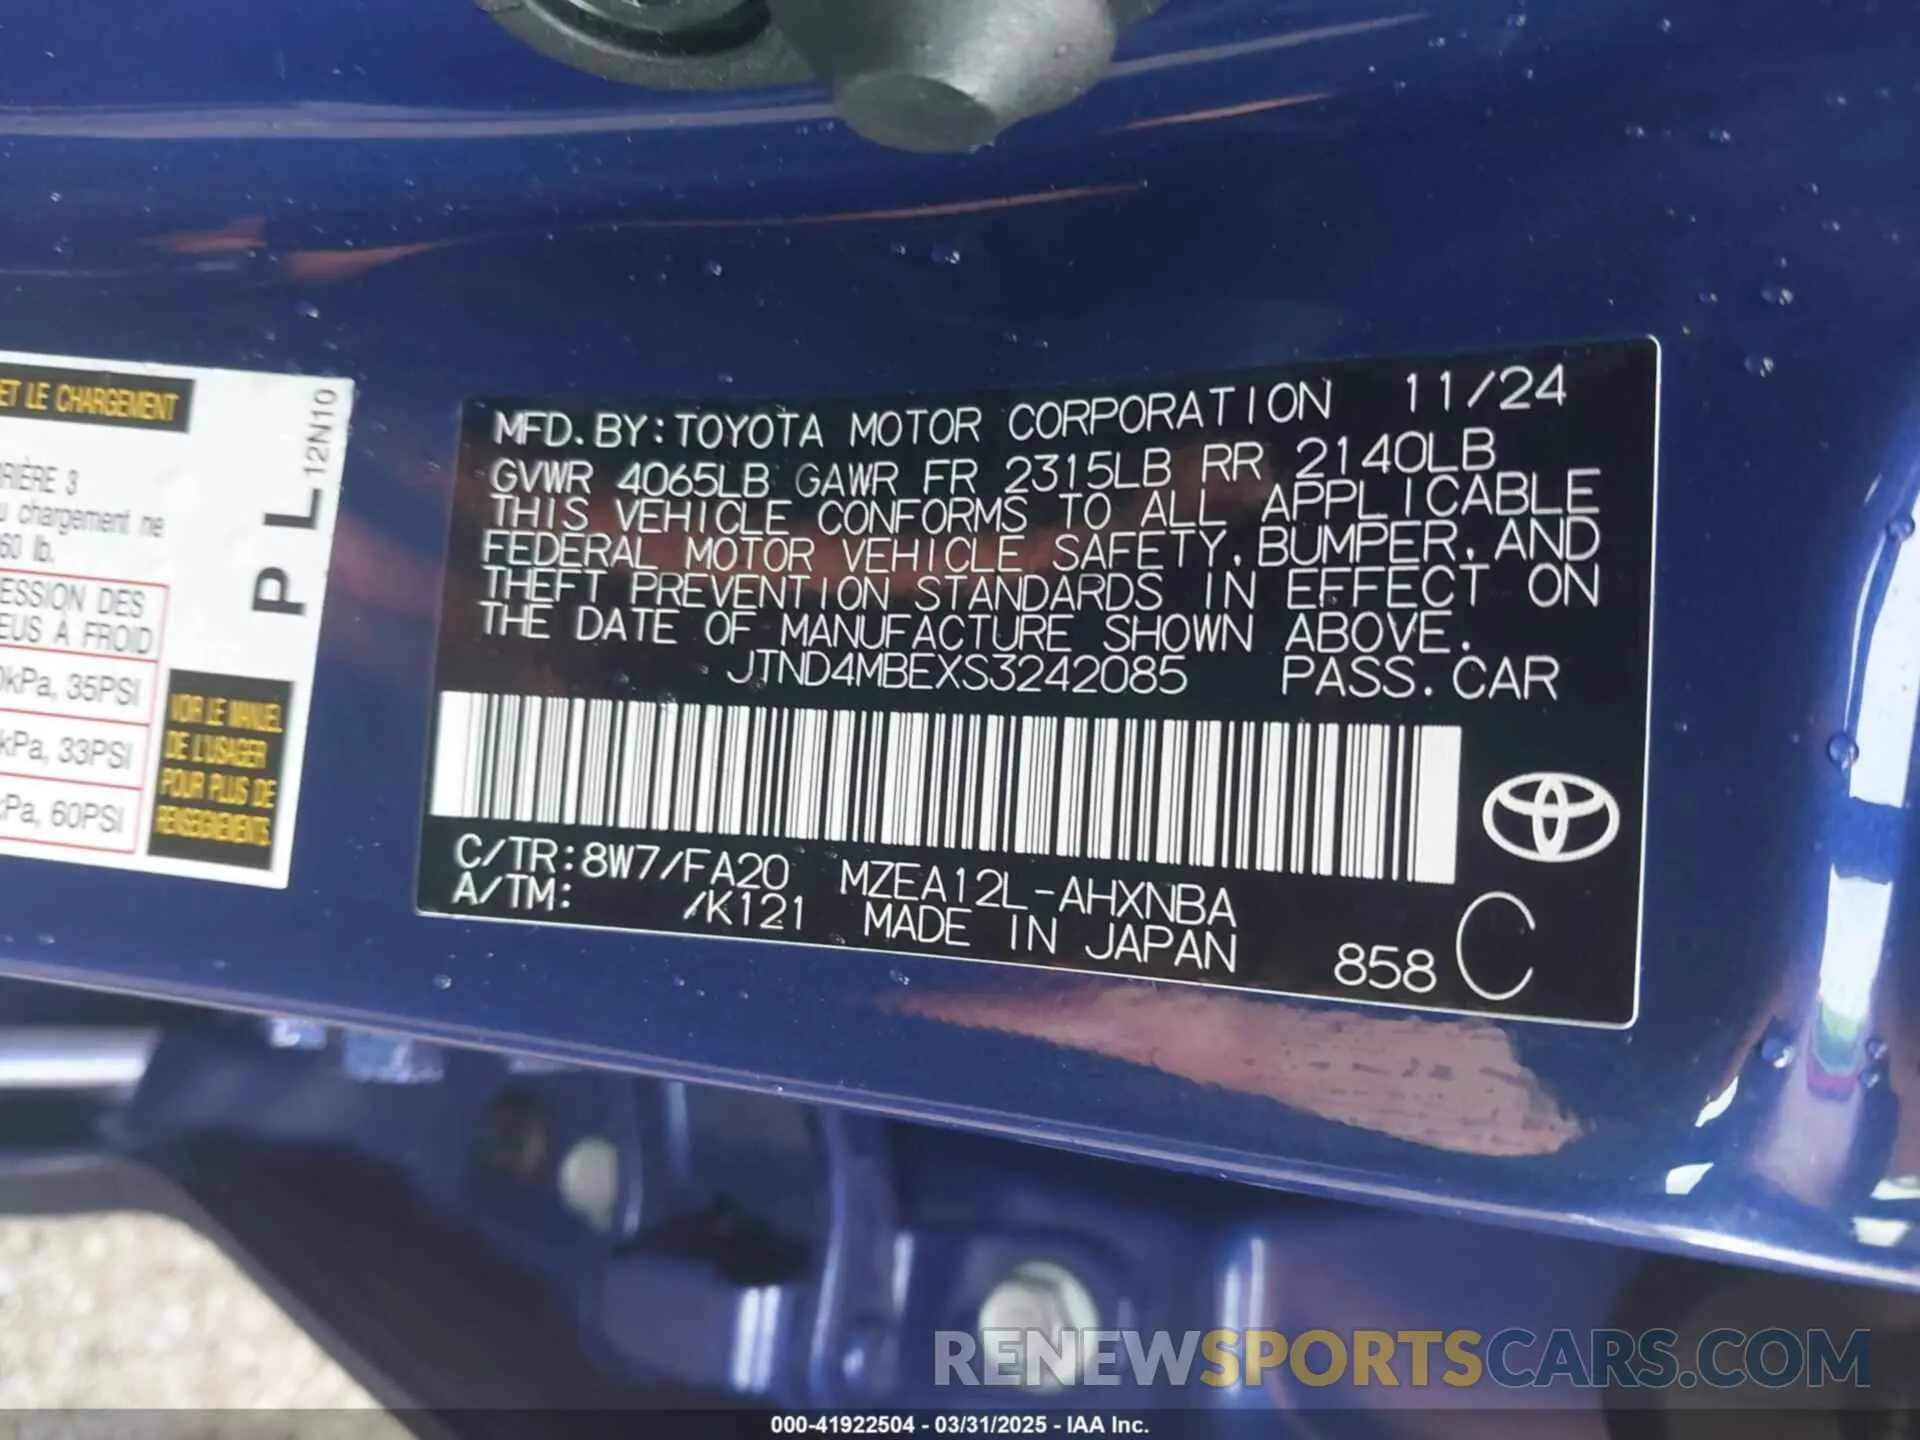 ET LE CHARGEMENT
RIÈRE 3
u chargement ne
60 lb.
ESSION DES
EUS À FROID
0kPa, 35PSI
kPa, 33PSI
kPa, 60PSI
VOIR LE MANUEL
DE L'USAGER
POUR PLUS DE
RENSEIGNEMENTS
P L 12N10
MFD. BY: TOYOTA MOTOR CORPORATION 11/24
GVWR 4065LB GAWR FR 2315LB RR 2140LB
THIS VEHICLE CONFORMS TO ALL APPLICABLE
FEDERAL MOTOR VEHICLE SAFETY, BUMPER, AND
THEFT PREVENTION STANDARDS IN EFFECT ON
THE DATE OF MANUFACTURE SHOWN ABOVE.
JTND4MBEXS3242085 PASS. CAR
C/TR: 8W7/FA20 MZEA12L-AHXNBA
A/TM: /K121 MADE IN JAPAN
858 C
RENEWSPORTSCARS.COM
000-41922504 - 03/31/2025 - IAA Inc.